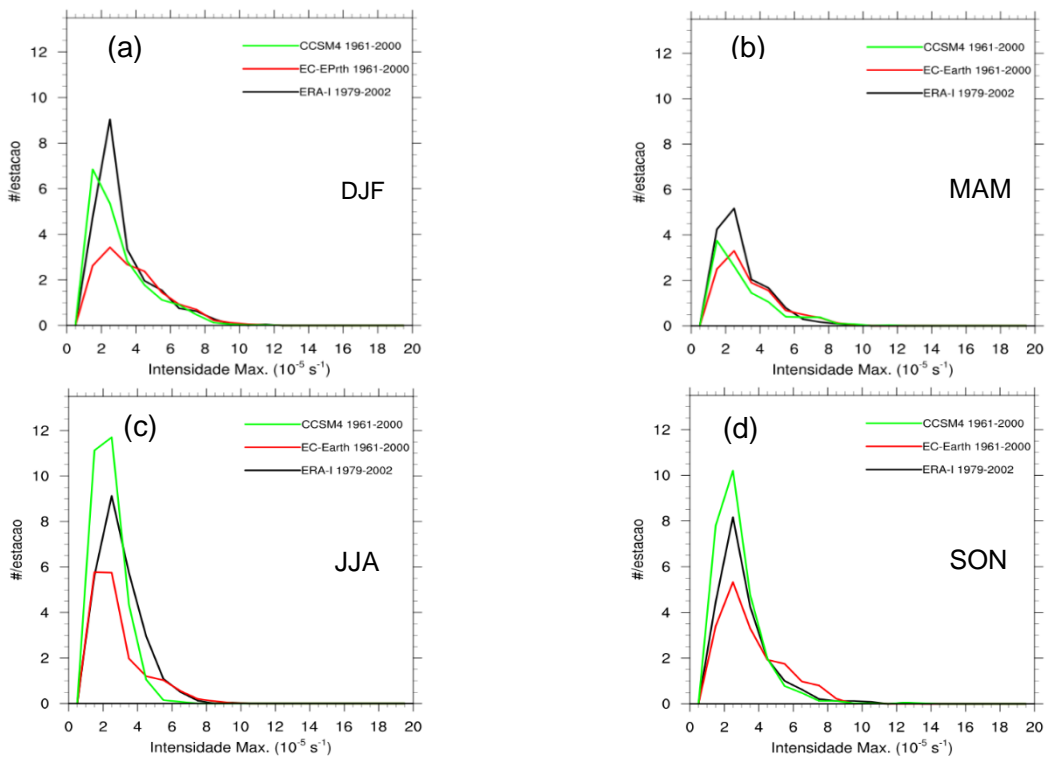 (a)
CCSM4 1961-2000
EC-EPrth 1961-2000
ERA-I 1979-2002
DJF
#/estacao
12
10
8
6
4
2
0
0 2 4 6 8 10 12 14 16 18 20
Intensidade Max. (10⁻⁵ s⁻¹)
(b)
CCSM4 1961-2000
EC-Earth 1961-2000
ERA-I 1979-2002
MAM
#/estacao
12
10
8
6
4
2
0
0 2 4 6 8 10 12 14 16 18 20
Intensidade Max. (10⁻⁵ s⁻¹)
(c)
CCSM4 1961-2000
EC-Earth 1961-2000
ERA-I 1979-2002
JJA
#/estacao
12
10
8
6
4
2
0
0 2 4 6 8 10 12 14 16 18 20
Intensidade Max. (10⁻⁵ s⁻¹)
(d)
CCSM4 1961-2000
EC-Earth 1961-2000
ERA-I 1979-2002
SON
#/estacao
12
10
8
6
4
2
0
0 2 4 6 8 10 12 14 16 18 20
Intensidade Max. (10⁻⁵ s⁻¹)